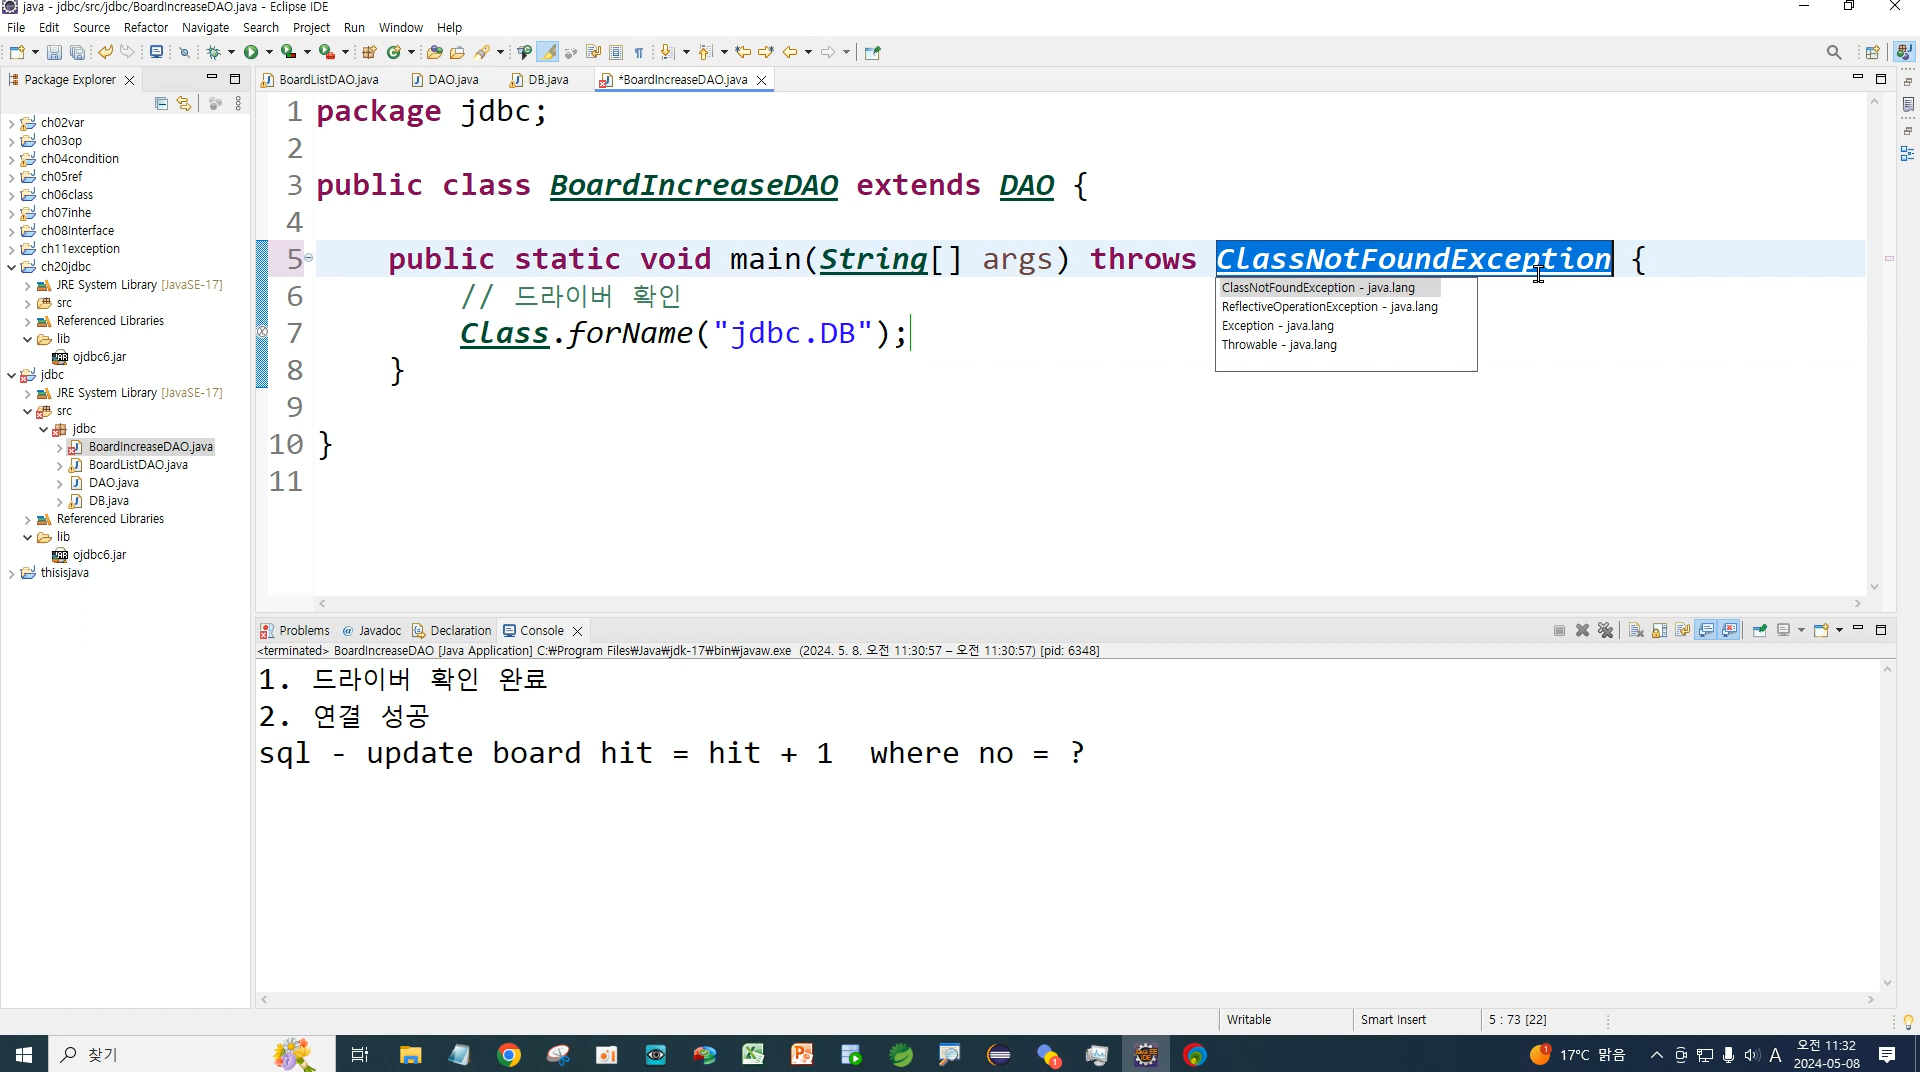 java - jdbc/src/jdbc/BoardIncreaseDAO.java - Eclipse IDE
File Edit Source Refactor Navigate Search Project Run Window Help
Package Explorer
BoardListDAO.java DAO.java DB.java *BoardIncreaseDAO.java
ch02var
ch03op
ch04condition
ch05ref
ch06class
ch07inhe
ch08Interface
ch11exception
ch20jdbc
JRE System Library [JavaSE-17]
src
Referenced Libraries
lib
ojdbc6.jar
jdbc
JRE System Library [JavaSE-17]
src
jdbc
BoardIncreaseDAO.java
BoardListDAO.java
DAO.java
DB.java
Referenced Libraries
lib
ojdbc6.jar
thisisjava
1 package jdbc;
2
3 public class BoardIncreaseDAO extends DAO {
4
5 public static void main(String[] args) throws ClassNotFoundException {
6 // 드라이버 확인
7 Class.forName("jdbc.DB");
8 }
9
10 }
11
ClassNotFoundException - java.lang
ReflectiveOperationException - java.lang
Exception - java.lang
Throwable - java.lang
Problems Javadoc Declaration Console
<terminated> BoardIncreaseDAO [Java Application] C:₩Program Files₩Java₩jdk-17₩bin₩javaw.exe (2024. 5. 8. 오전 11:30:57 – 오전 11:30:57) [pid: 6348]
1. 드라이버 확인 완료
2. 연결 성공
sql - update board hit = hit + 1  where no = ?
Writable Smart Insert 5 : 73 [22]
찾기
17°C 맑음
A
오전 11:32
2024-05-08